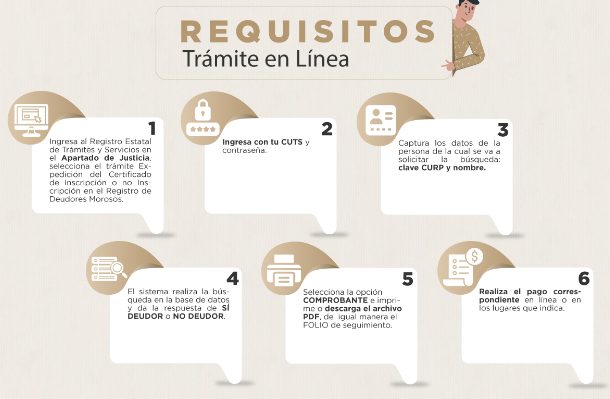 REQUISITOS
Trámite en Línea
1
Ingresa al Registro Estatal
de Trámites y Servicios en
el Apartado de Justicia,
selecciona el trámite Ex-
pedición del Certificado
de Inscripción o no Ins-
cripción en el Registro de
Deudores Morosos.
2
Ingresa con tu CUTS y
contraseña.
3
Captura los datos de la
persona de la cual se va a
solicitar la búsqueda:
clave CURP y nombre.
4
El sistema realiza la bús-
queda en la base de datos
y da la respuesta de SÍ
DEUDOR o NO DEUDOR.
5
Selecciona la opción
COMPROBANTE e impri-
me o descarga el archivo
PDF, de igual manera el
FOLIO de seguimiento.
6
Realiza el pago corres-
pondiente en línea o en
los lugares que indica.